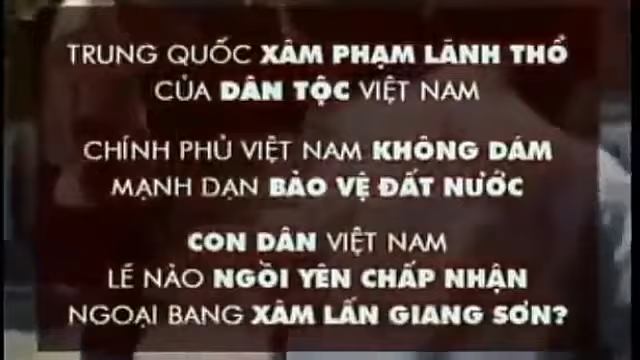 TRUNG QUỐC XÂM PHẠM LÃNH THỔ
CỦA DÂN TỘC VIỆT NAM
CHÍNH PHỦ VIỆT NAM KHÔNG DÁM
MẠNH DẠN BẢO VỆ ĐẤT NƯỚC
CON DÂN VIỆT NAM
LẼ NÀO NGỒI YÊN CHẤP NHẬN
NGOẠI BANG XÂM LẤN GIANG SƠN?